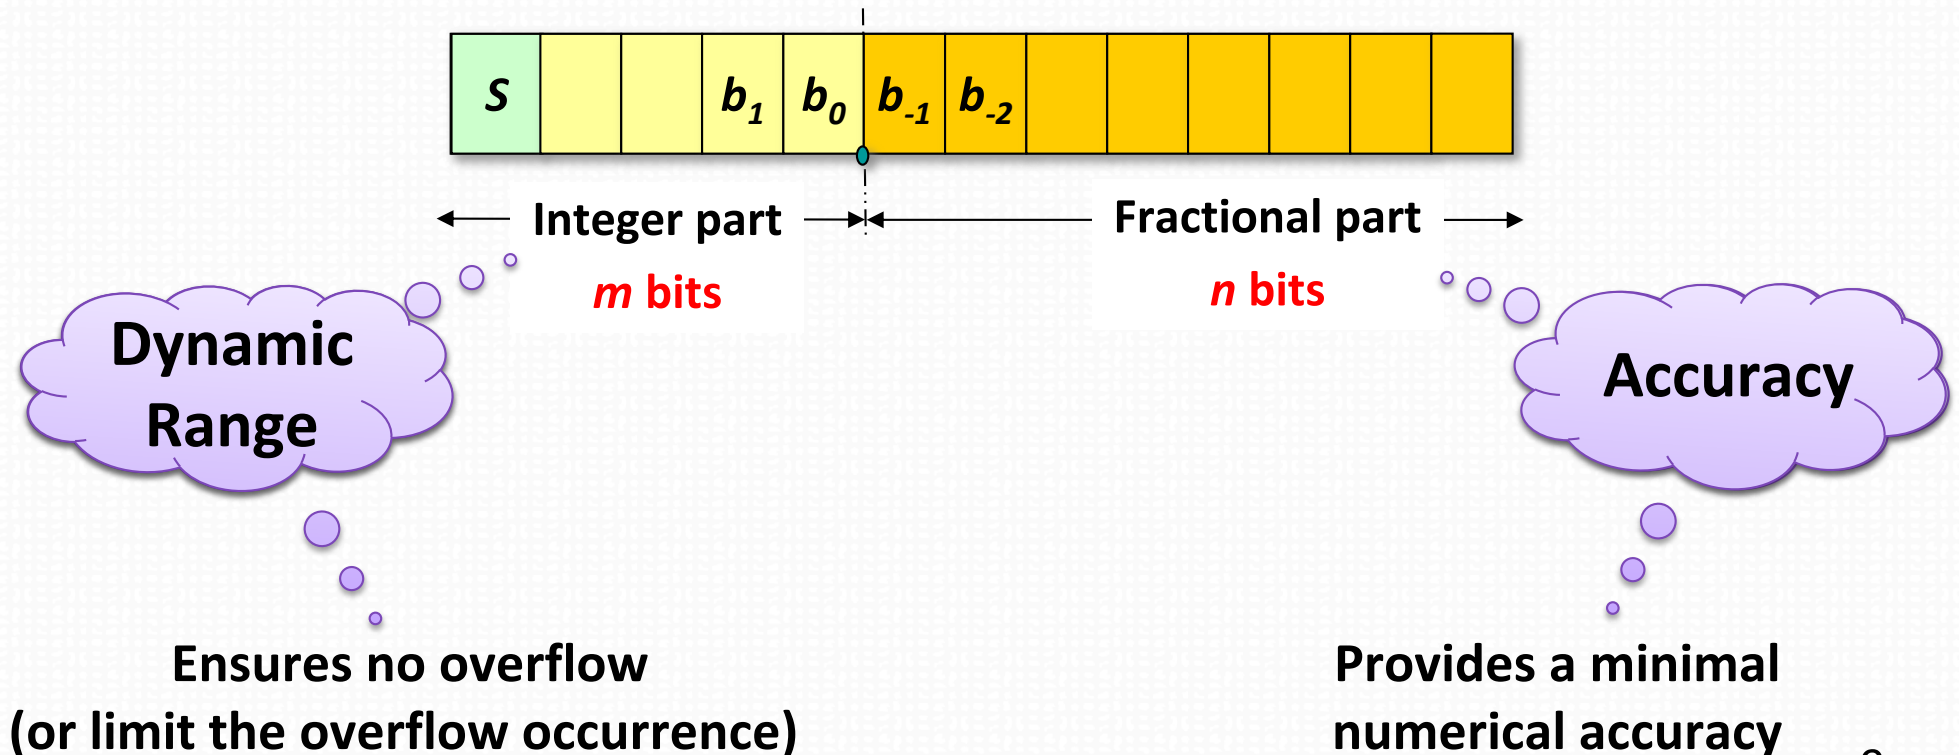 S b₁ b₀ b₋₁ b₋₂
Integer part
Fractional part
m bits
n bits
Dynamic
Range
Accuracy
Ensures no overflow
(or limit the overflow occurrence)
Provides a minimal
numerical accuracy